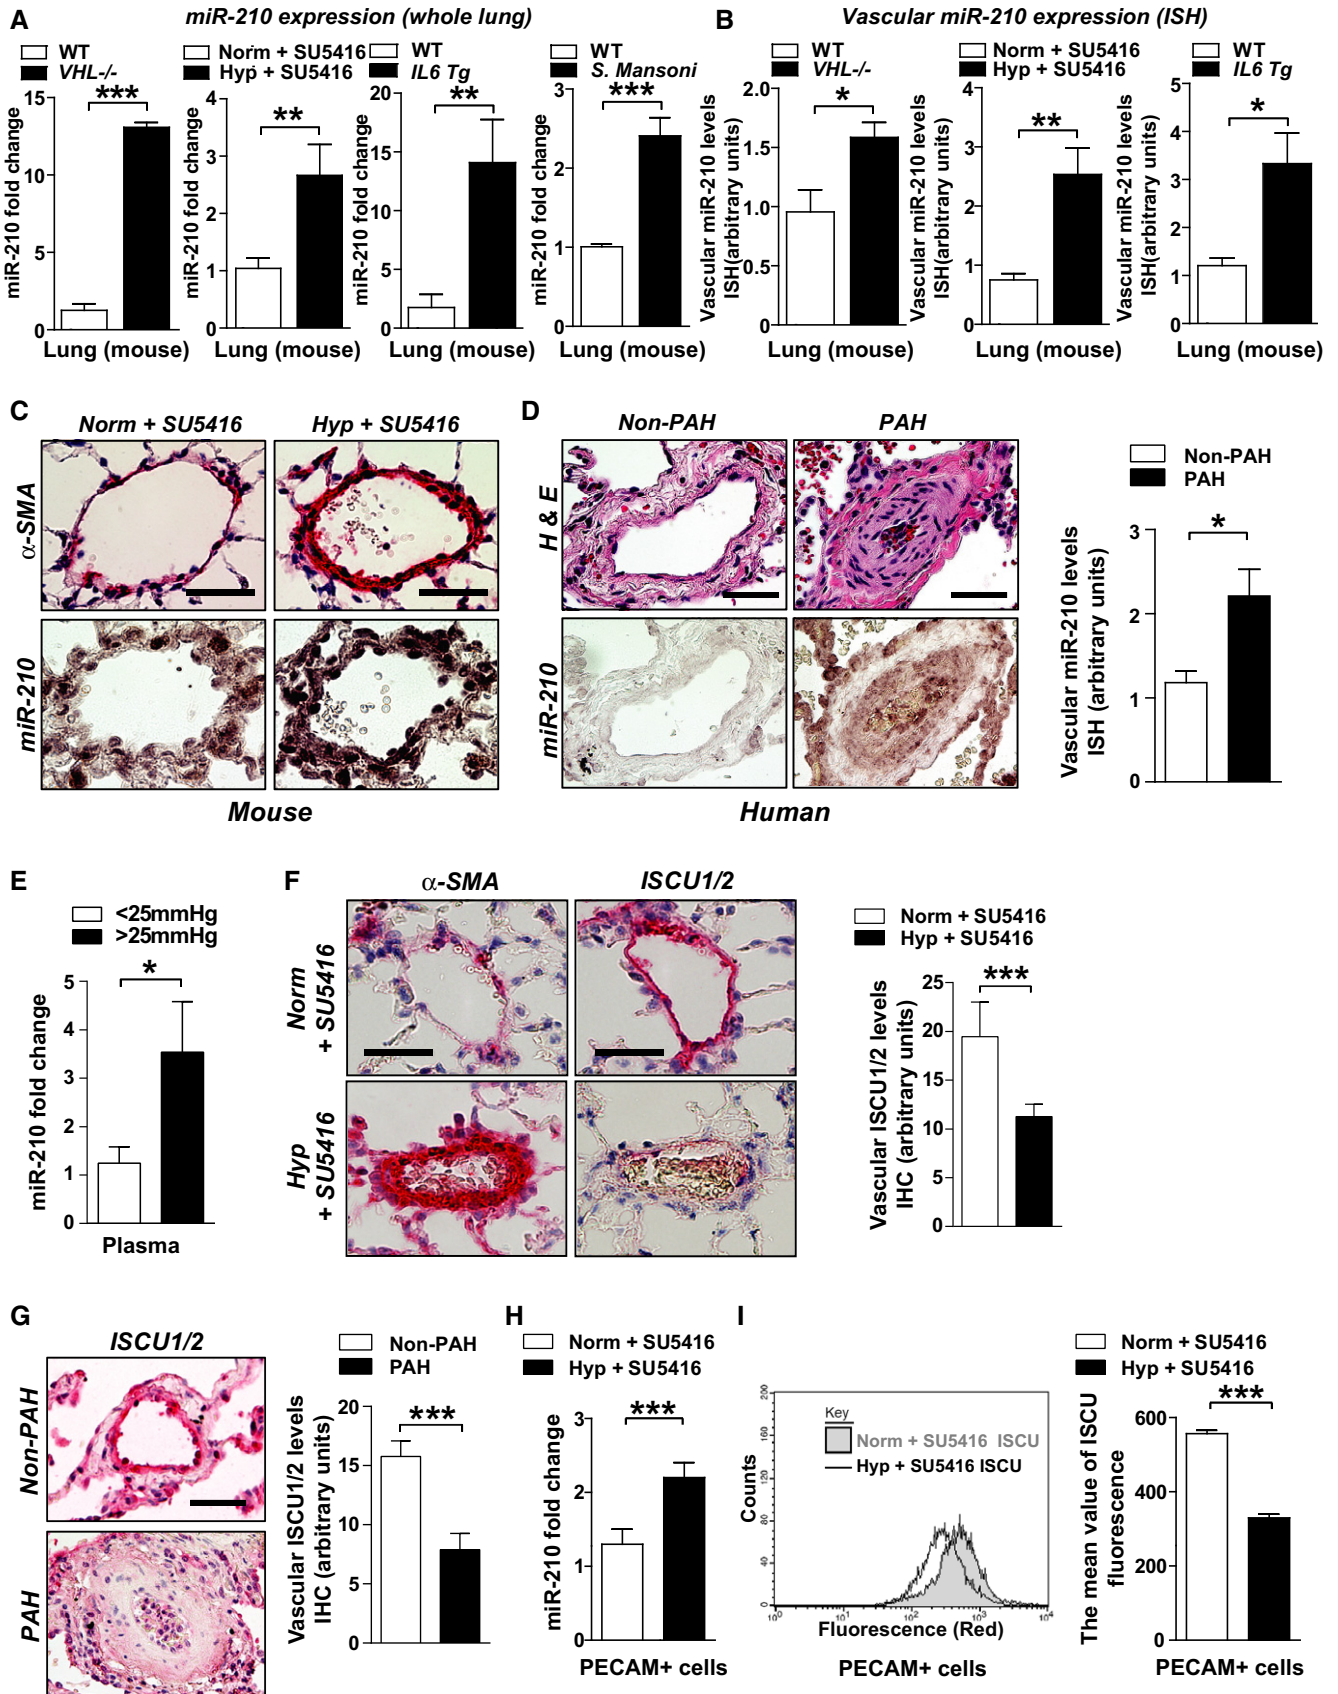 A
miR-210 expression (whole lung)
WT
VHL-/-
***
miR-210 fold change
15
10
5
0
Lung (mouse)
Norm + SU5416
Hyp + SU5416
**
miR-210 fold change
4
3
2
1
0
Lung (mouse)
WT
IL6 Tg
**
miR-210 fold change
20
15
10
5
0
Lung (mouse)
WT
S. Mansoni
***
miR-210 fold change
3
2
1
0
Lung (mouse)
B
Vascular miR-210 expression (ISH)
WT
VHL-/-
*
Vascular miR-210 levels
ISH(arbitrary units)
2.0
1.5
1.0
0.5
0
Lung (mouse)
Norm + SU5416
Hyp + SU5416
**
Vascular miR-210 levels
ISH(arbitrary units)
4
3
2
1
0
Lung (mouse)
WT
IL6 Tg
*
Vascular miR-210 levels
ISH(arbitrary units)
5
4
3
2
1
0
Lung (mouse)
C
Norm + SU5416
Hyp + SU5416
α-SMA
miR-210
Mouse
D
Non-PAH
PAH
H & E
miR-210
Human
Non-PAH
PAH
*
Vascular miR-210 levels
ISH (arbitrary units)
3
2
1
0
E
<25mmHg
>25mmHg
*
miR-210 fold change
5
4
3
2
1
0
Plasma
F
α-SMA
ISCU1/2
Norm
+ SU5416
Hyp
+ SU5416
Norm + SU5416
Hyp + SU5416
***
Vascular ISCU1/2 levels
IHC (arbitrary units)
25
20
15
10
5
0
G
ISCU1/2
Non-PAH
PAH
Non-PAH
PAH
***
Vascular ISCU1/2 levels
IHC (arbitrary units)
20
15
10
5
0
H
Norm + SU5416
Hyp + SU5416
***
miR-210 fold change
3
2
1
0
PECAM+ cells
I
Key
Norm + SU5416 ISCU
Hyp + SU5416 ISCU
Counts
200
160
120
80
40
0
10⁰ 10¹ 10² 10³ 10⁴
Fluorescence (Red)
PECAM+ cells
Norm + SU5416
Hyp + SU5416
***
The mean value of ISCU
fluorescence
600
400
200
0
PECAM+ cells